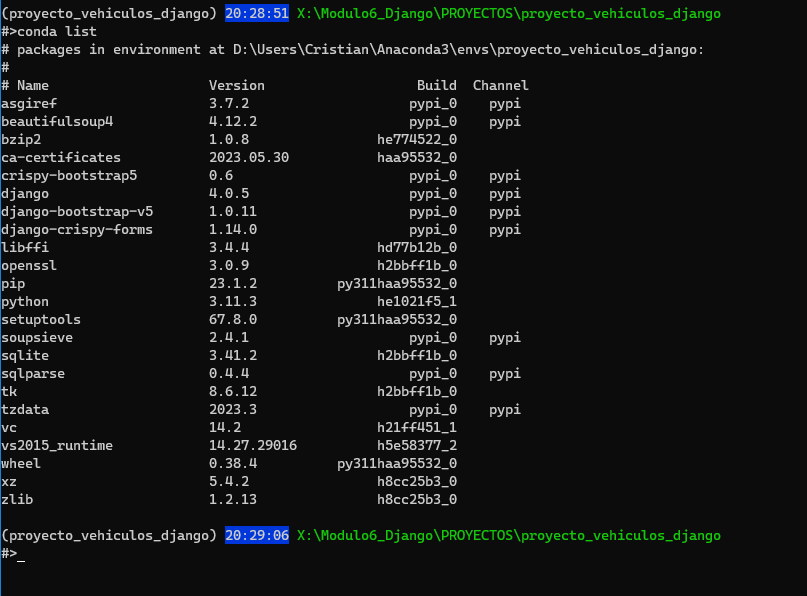 (proyecto_vehiculos_django) 20:28:51 X:\Modulo6_Django\PROYECTOS\proyecto_vehiculos_django
#>conda list
# packages in environment at D:\Users\Cristian\Anaconda3\envs\proyecto_vehiculos_django:
#
# Name                    Version                   Build  Channel
asgiref                   3.7.2                    pypi_0    pypi
beautifulsoup4            4.12.2                   pypi_0    pypi
bzip2                     1.0.8                he774522_0
ca-certificates           2023.05.30           haa95532_0
crispy-bootstrap5         0.6                      pypi_0    pypi
django                    4.0.5                    pypi_0    pypi
django-bootstrap-v5       1.0.11                   pypi_0    pypi
django-crispy-forms       1.14.0                   pypi_0    pypi
libffi                    3.4.4                hd77b12b_0
openssl                   3.0.9                h2bbff1b_0
pip                       23.1.2          py311haa95532_0
python                    3.11.3               he1021f5_1
setuptools                67.8.0          py311haa95532_0
soupsieve                 2.4.1                    pypi_0    pypi
sqlite                    3.41.2               h2bbff1b_0
sqlparse                  0.4.4                    pypi_0    pypi
tk                        8.6.12               h2bbff1b_0
tzdata                    2023.3                   pypi_0    pypi
vc                        14.2                 h21ff451_1
vs2015_runtime            14.27.29016          h5e58377_2
wheel                     0.38.4          py311haa95532_0
xz                        5.4.2                h8cc25b3_0
zlib                      1.2.13               h8cc25b3_0
(proyecto_vehiculos_django) 20:29:06 X:\Modulo6_Django\PROYECTOS\proyecto_vehiculos_django
#>_